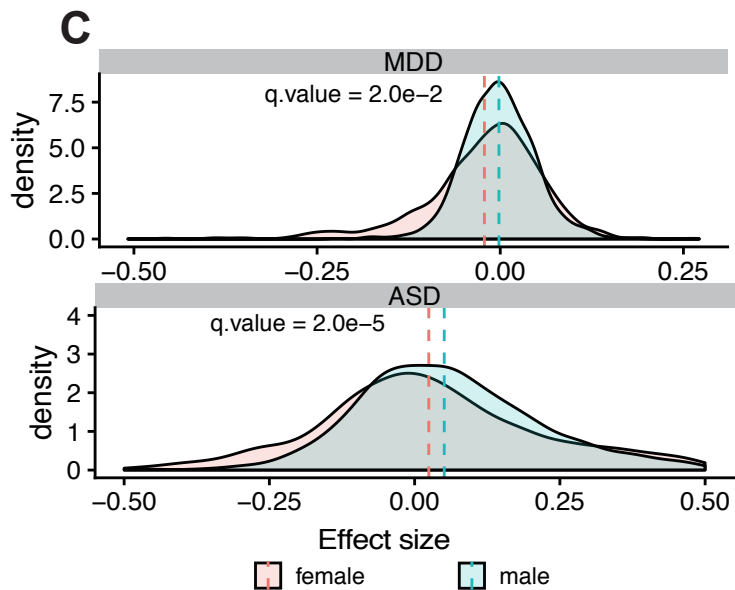 C
MDD
q.value = 2.0e−2
density
7.5
5.0
2.5
0.0
−0.50 −0.25 0.00 0.25
ASD
q.value = 2.0e−5
density
4
3
2
1
0
−0.50 −0.25 0.00 0.25 0.50
Effect size
female male